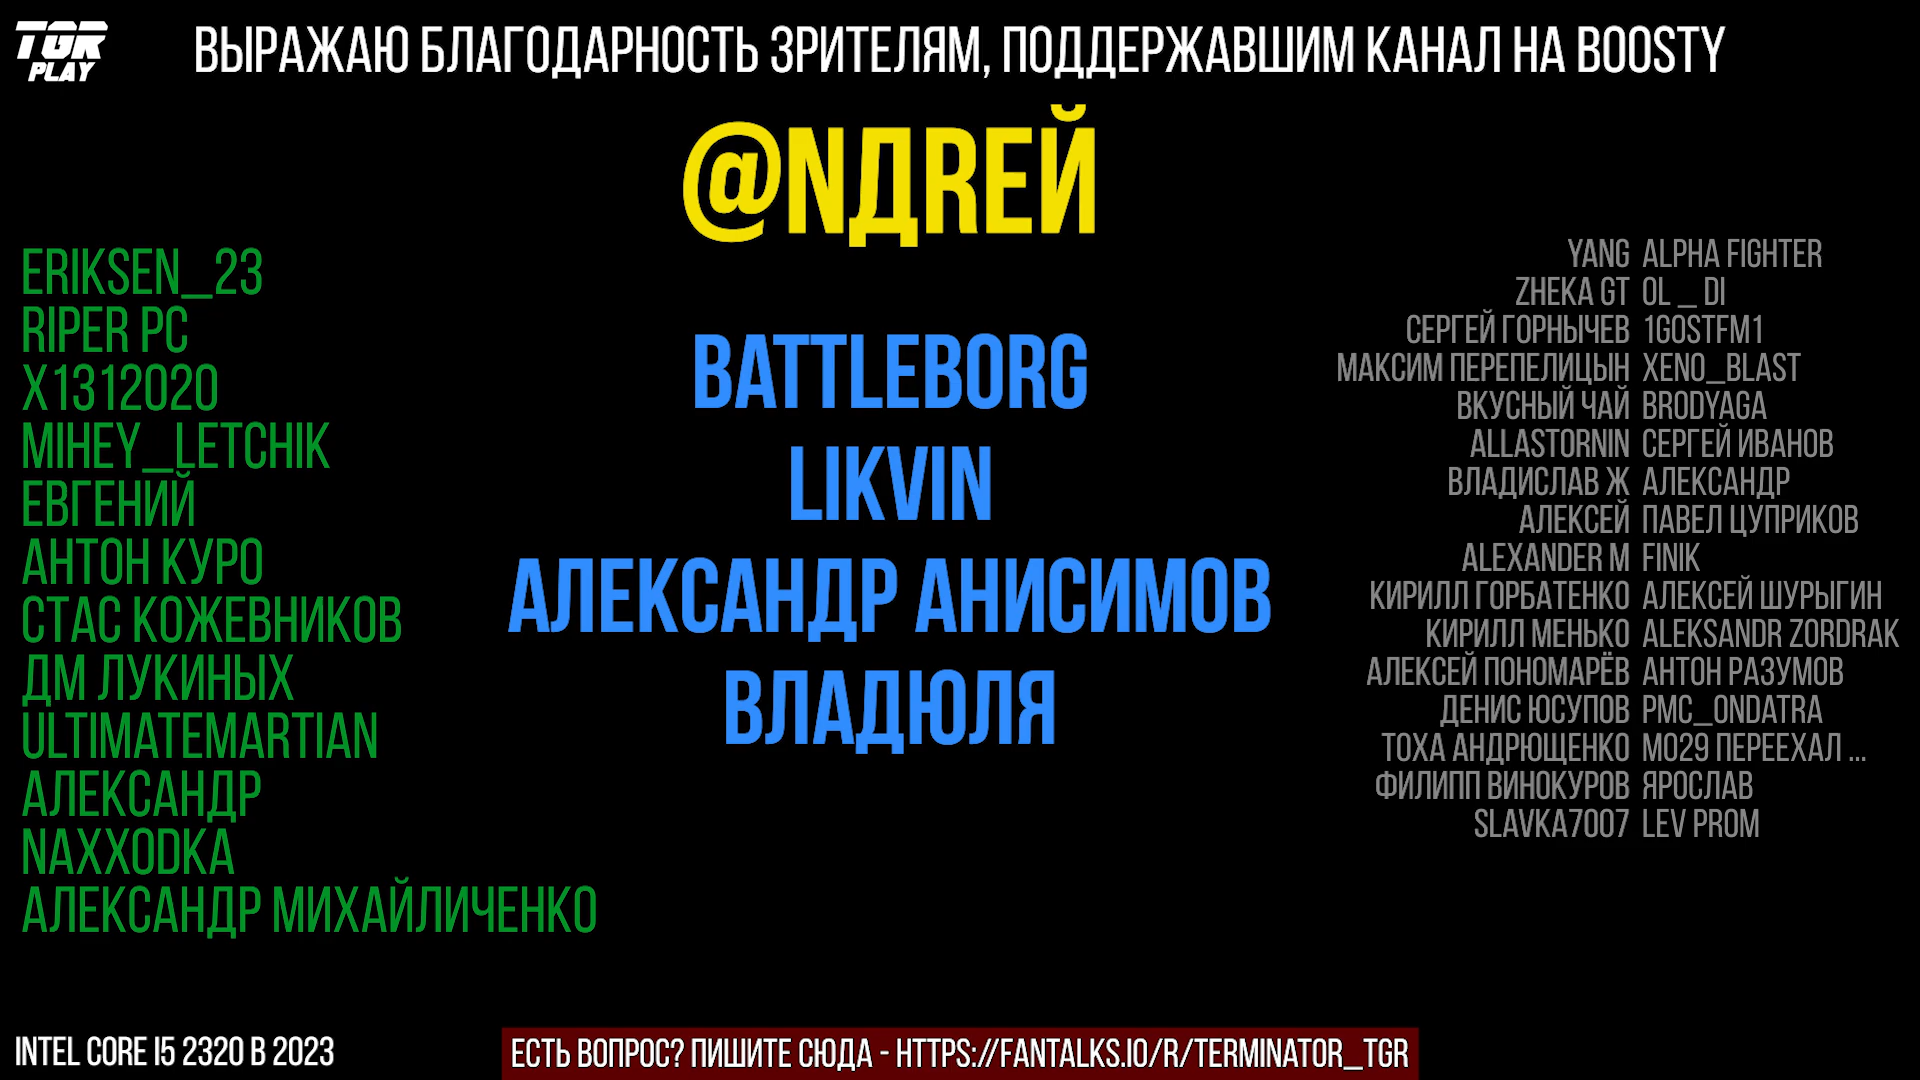 TGR
PLAY
ВЫРАЖАЮ БЛАГОДАРНОСТЬ ЗРИТЕЛЯМ, ПОДДЕРЖАВШИМ КАНАЛ НА BOOSTY
@NДRЕЙ
ERIKSEN_23
RIPER PC
X1312020
MIHEY_LETCHIK
ЕВГЕНИЙ
АНТОН КУРО
СТАС КОЖЕВНИКОВ
ДМ ЛУКИНЫХ
ULTIMATEMARTIAN
АЛЕКСАНДР
NAXXODKA
АЛЕКСАНДР МИХАЙЛИЧЕНКО
BATTLEBORG
LIKVIN
АЛЕКСАНДР АНИСИМОВ
ВЛАДЮЛЯ
YANG ALPHA FIGHTER
ZHEKA GT OL _ DI
СЕРГЕЙ ГОРНЫЧЕВ 1GOSTFM1
МАКСИМ ПЕРЕПЕЛИЦЫН XENO_BLAST
ВКУСНЫЙ ЧАЙ BRODYAGA
ALLASTORNIN СЕРГЕЙ ИВАНОВ
ВЛАДИСЛАВ Ж АЛЕКСАНДР
АЛЕКСЕЙ ПАВЕЛ ЦУПРИКОВ
ALEXANDER M FINIK
КИРИЛЛ ГОРБАТЕНКО АЛЕКСЕЙ ШУРЫГИН
КИРИЛЛ МЕНЬКО ALEKSANDR ZORDRAK
АЛЕКСЕЙ ПОНОМАРЁВ АНТОН РАЗУМОВ
ДЕНИС ЮСУПОВ PMC_ONDATRA
ТОХА АНДРЮЩЕНКО МО29 ПЕРЕЕХАЛ ...
ФИЛИПП ВИНОКУРОВ ЯРОСЛАВ
SLAVKA7007 LEV PROM
INTEL CORE I5 2320 В 2023
ЕСТЬ ВОПРОС? ПИШИТЕ СЮДА - HTTPS://FANTALKS.IO/R/TERMINATOR_TGR